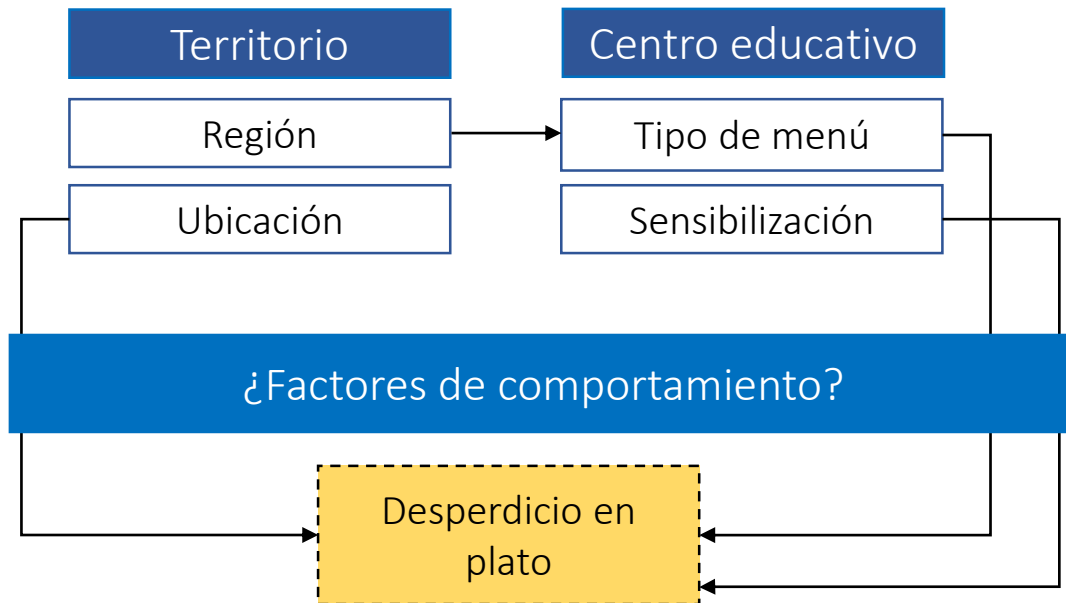 Territorio
Centro educativo
Región
Tipo de menú
Ubicación
Sensibilización
¿Factores de comportamiento?
Desperdicio en
plato